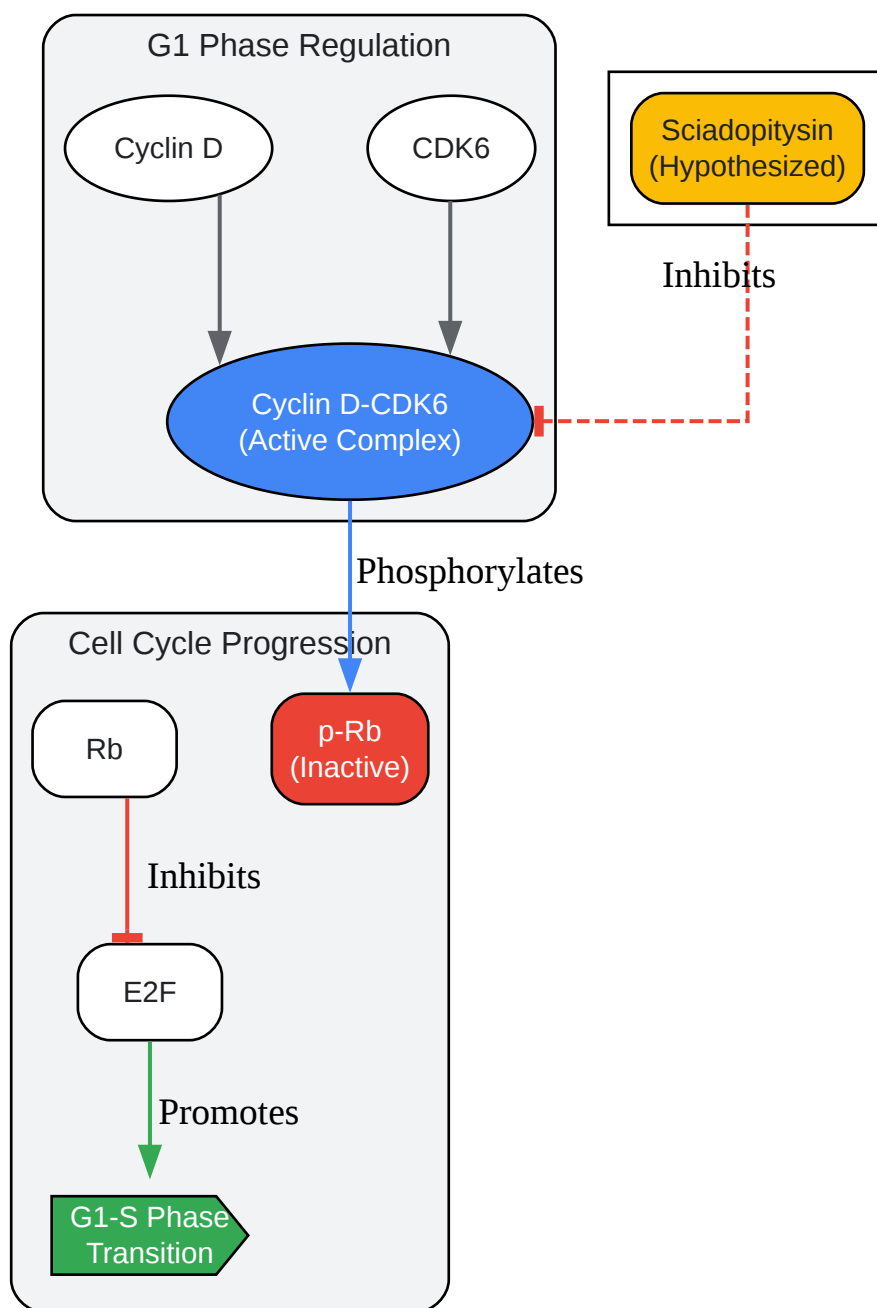 G1 Phase Regulation
Cyclin D
CDK6
Sciadopitysin
(Hypothesized)
Inhibits
Cyclin D-CDK6
(Active Complex)
Phosphorylates
Cell Cycle Progression
Rb
p-Rb
(Inactive)
Inhibits
E2F
Promotes
G1-S Phase
Transition